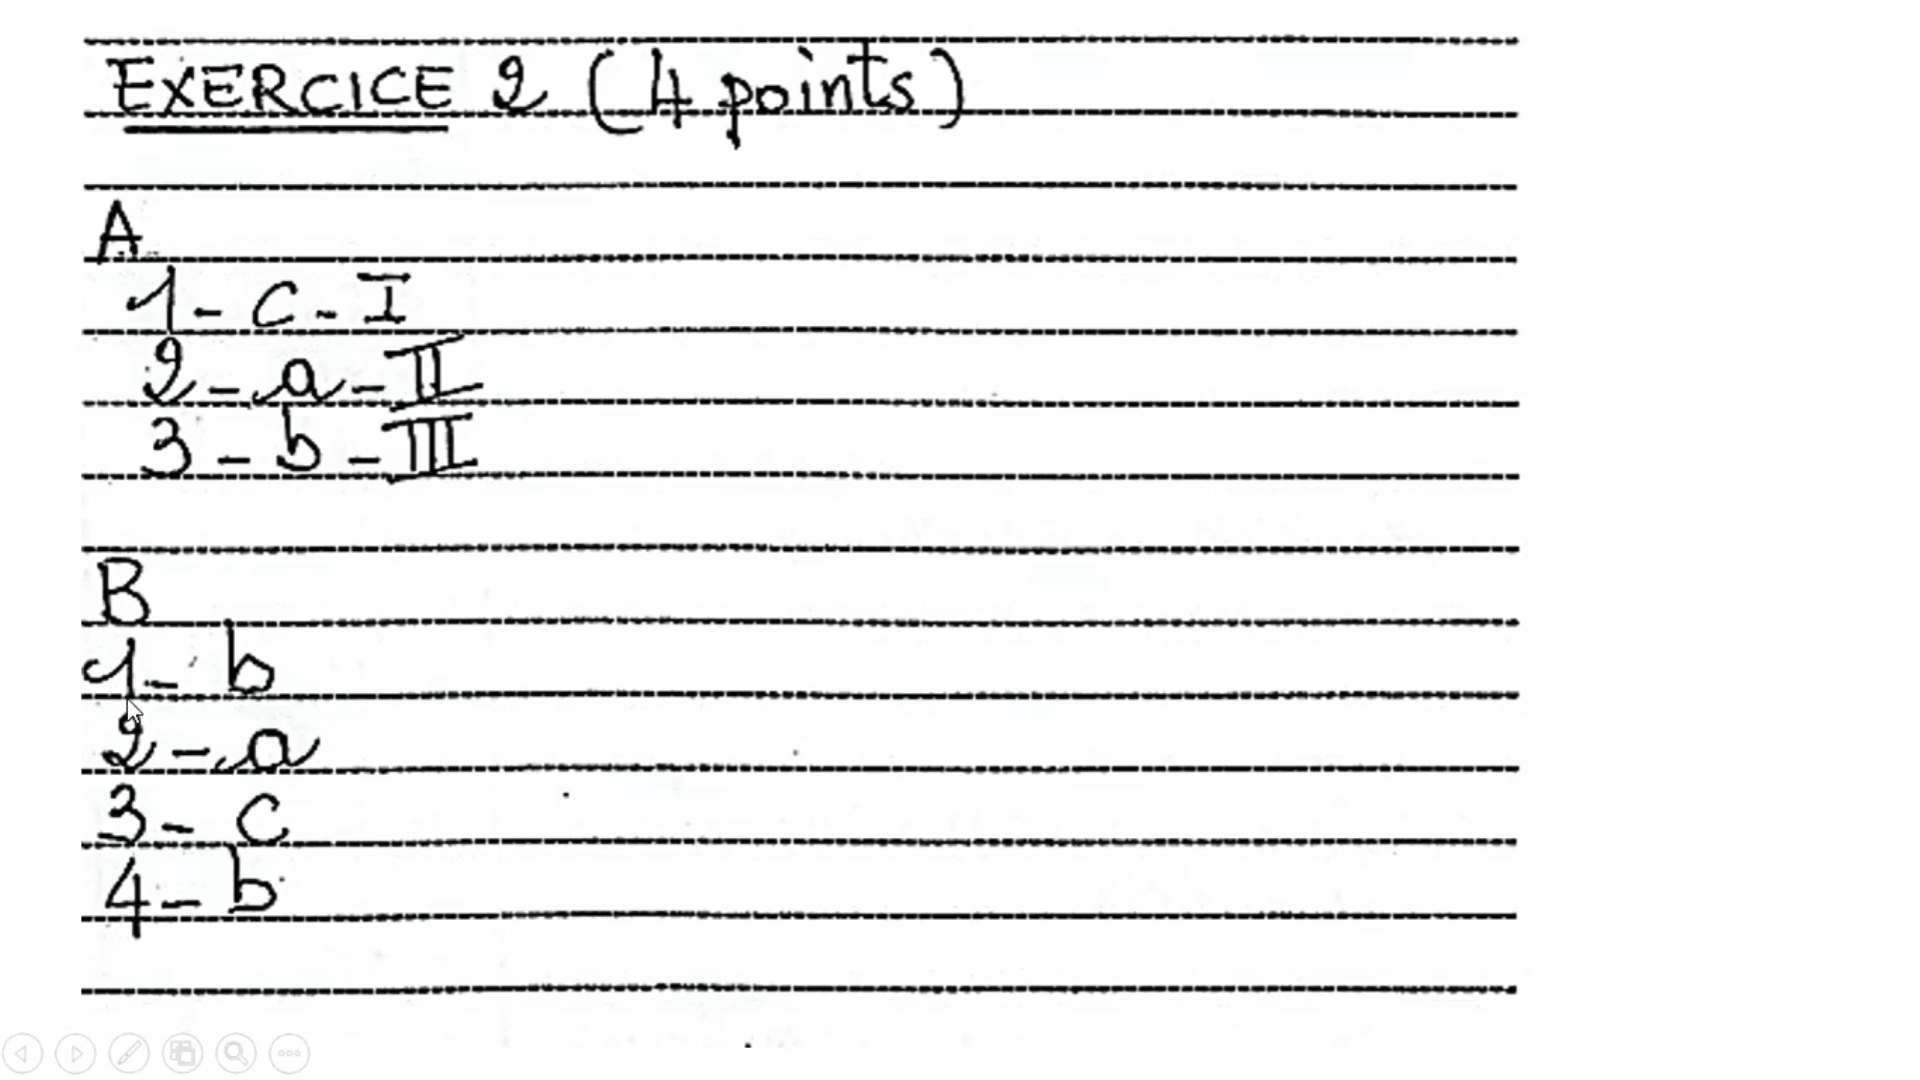 EXERCICE 2 (4 points)
A
1 - c - I
2 - a - II
3 - b - III
B
1 - b
2 - a
3 - c
4 - b